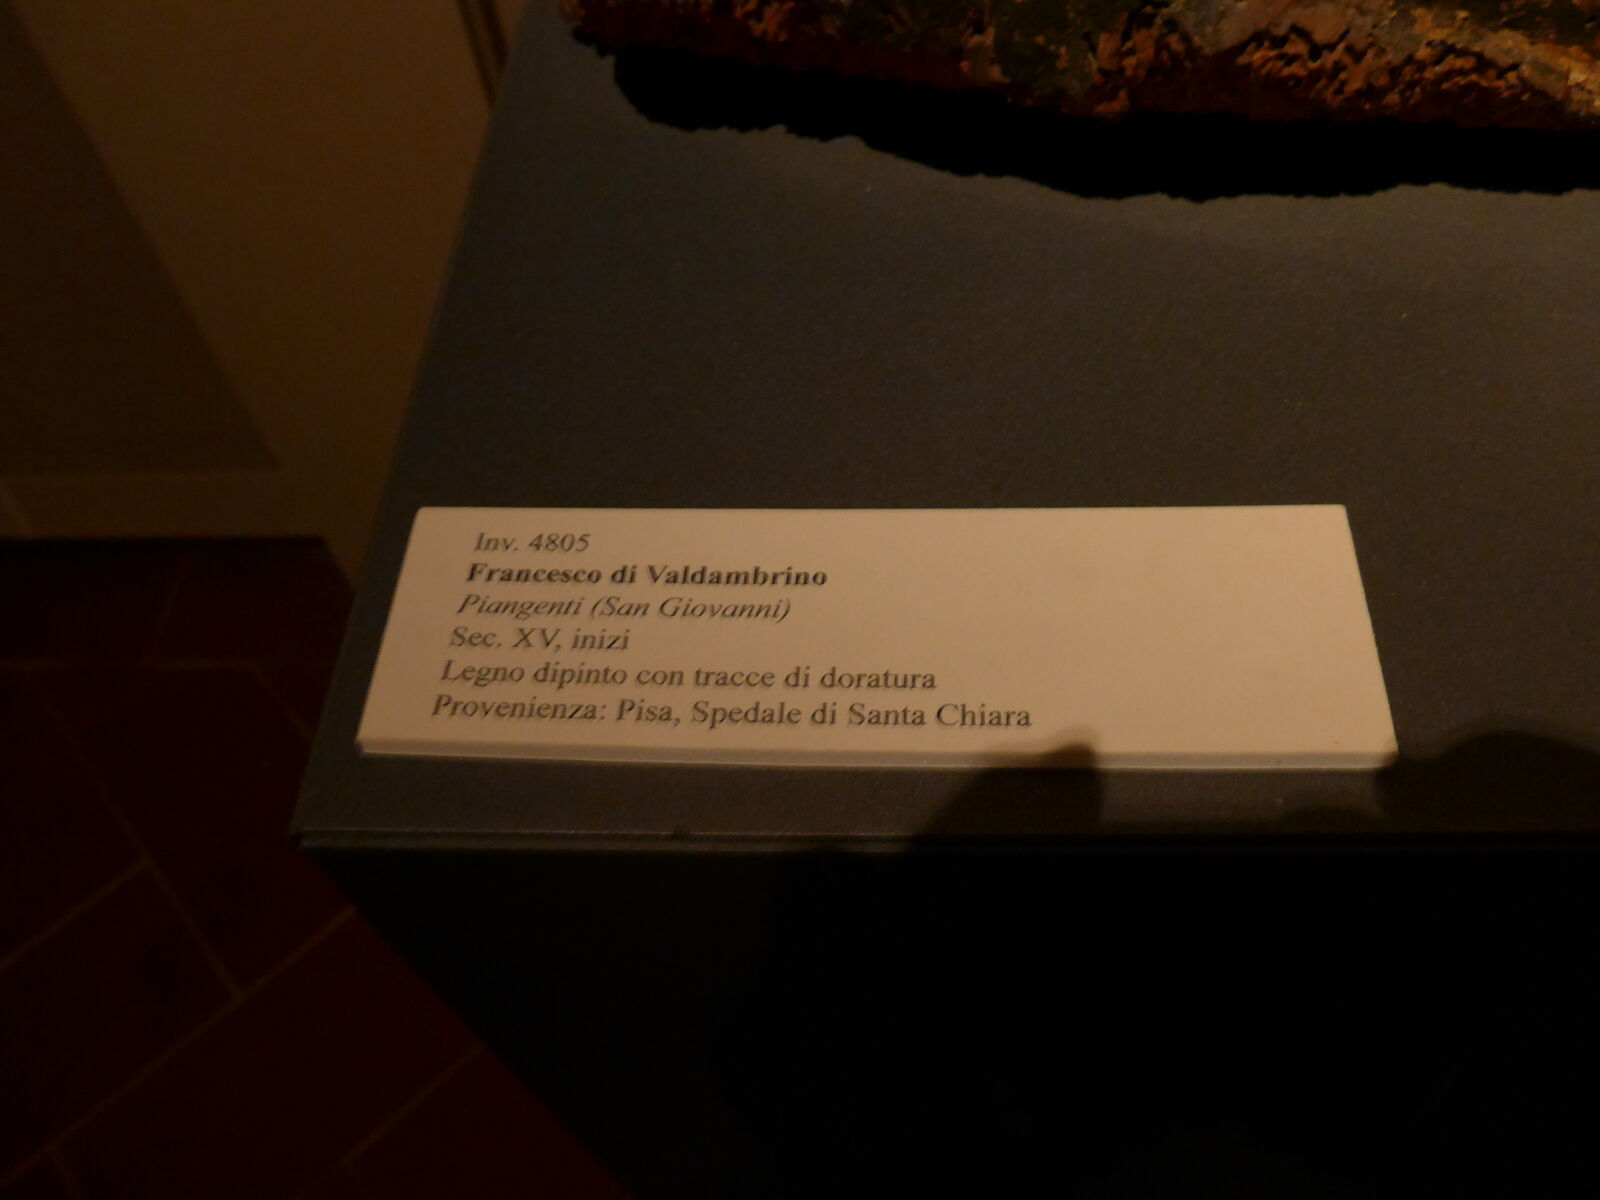 Inv. 4805
Francesco di Valdambrino
Piangenti (San Giovanni)
Sec. XV, inizi
Legno dipinto con tracce di doratura
Provenienza: Pisa, Spedale di Santa Chiara